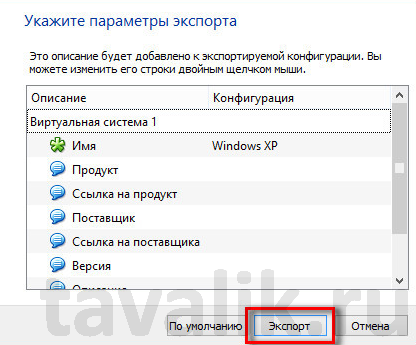 Укажите параметры экспорта
Это описание будет добавлено к экспортируемой конфигурации. Вы
можете изменить его строки двойным щелчком мыши.
Описание Конфигурация
Виртуальная система 1
Имя Windows XP
Продукт
Ссылка на продукт
Поставщик
Ссылка на поставщика
Версия
Описание
tavalik.ru
По умолчанию Экспорт Отмена